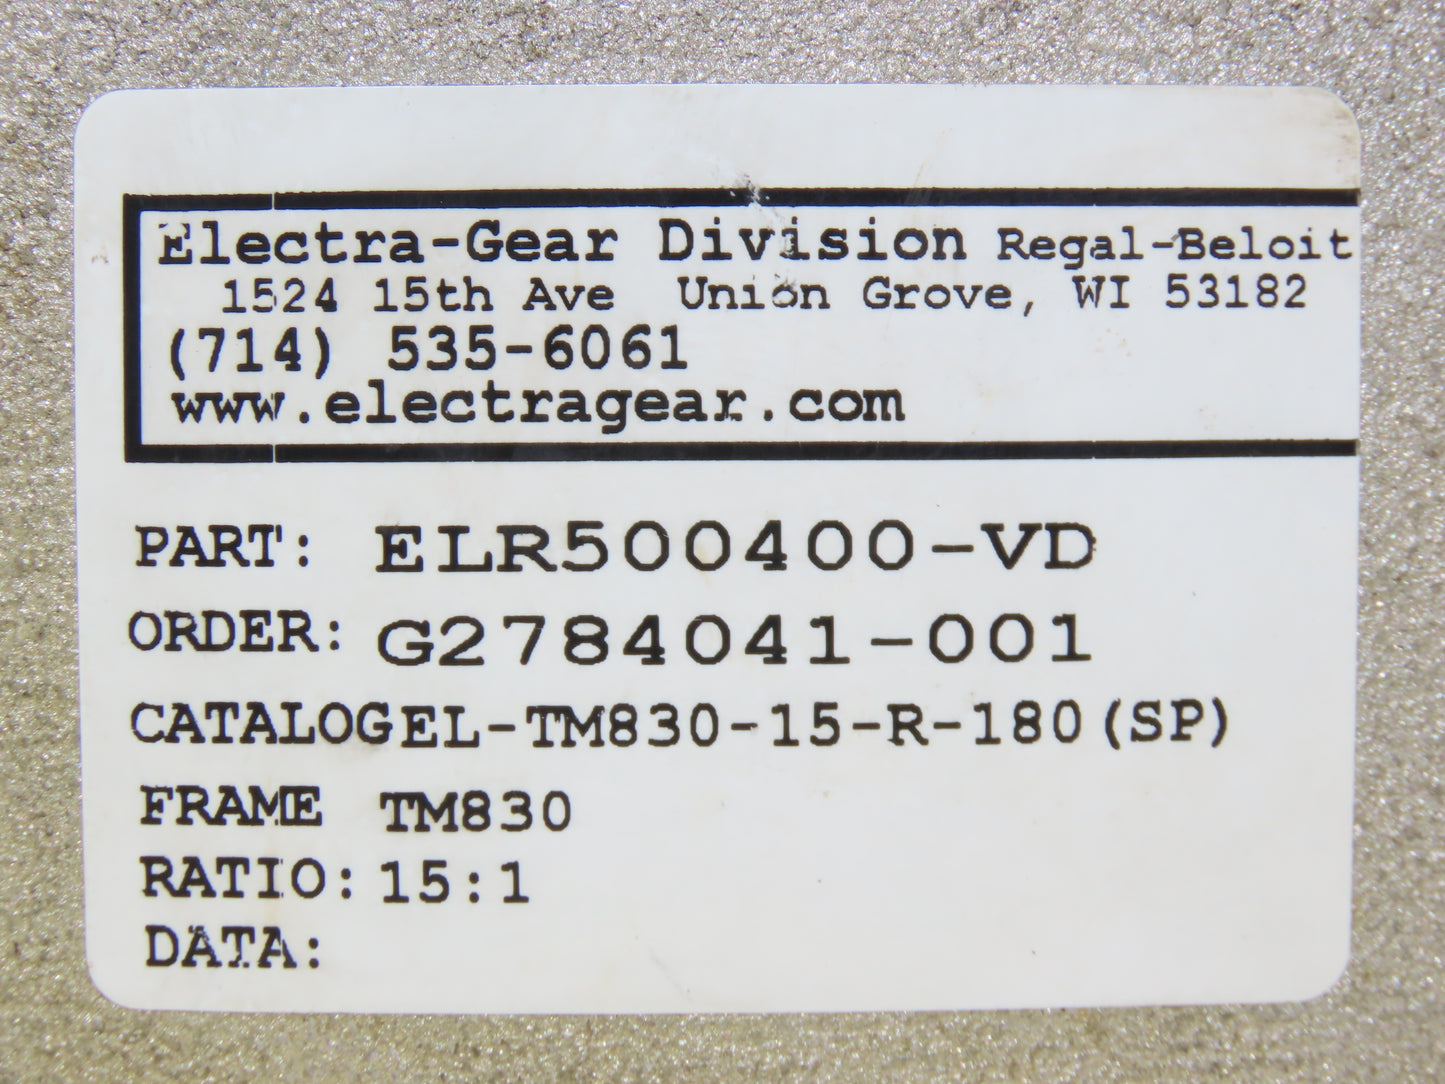 Electra-Gear Division Regal-Beloit
1524 15th Ave Union Grove, WI 53182
(714) 535-6061
www.electragear.com
PART: ELR500400-VD
ORDER: G2784041-001
CATALOGEL-TM830-15-R-180(SP)
FRAME TM830
RATIO: 15:1
DATA: